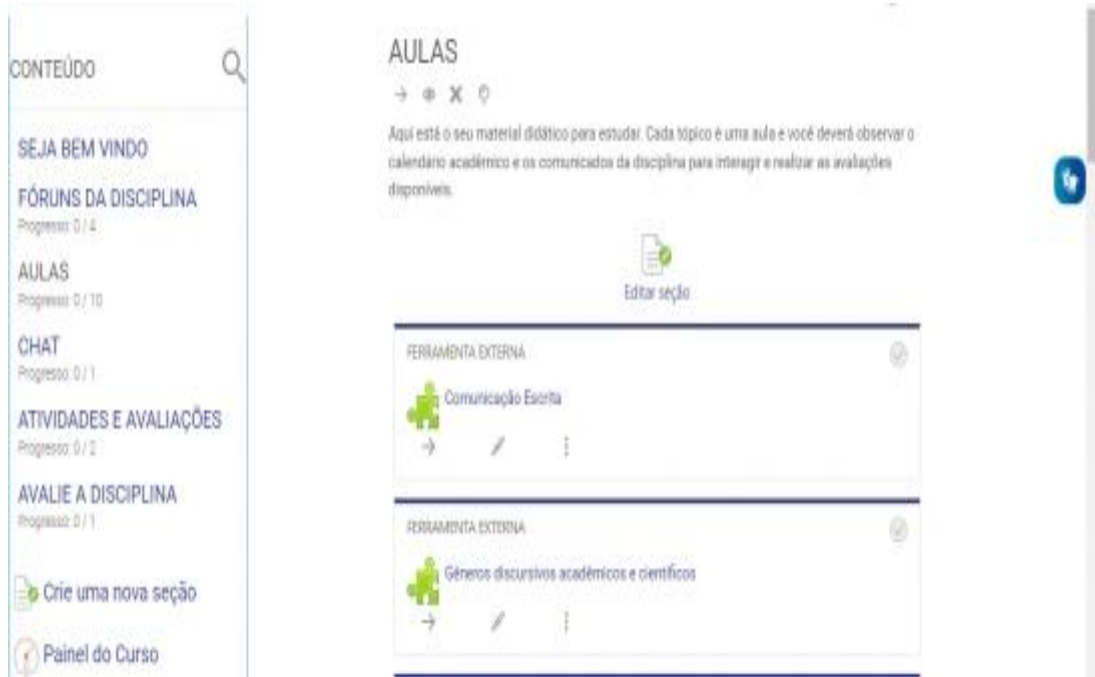 CONTEÚDO
SEJA BEM VINDO
FÓRUNS DA DISCIPLINA
Progresso: 0 / 4
AULAS
Progresso: 0 / 10
CHAT
Progresso: 0 / 1
ATIVIDADES E AVALIAÇÕES
Progresso: 0 / 2
AVALIE A DISCIPLINA
Progresso: 0 / 1
Crie uma nova seção
Painel do Curso
AULAS
Aqui está o seu material didático para estudar. Cada tópico é uma aula e você deverá observar o
calendário acadêmico e os comunicados da disciplina para interagir e realizar as avaliações
disponíveis.
Editar seção
FERRAMENTA EXTERNA
Comunicação Escrita
FERRAMENTA EXTERNA
Gêneros discursivos acadêmicos e científicos